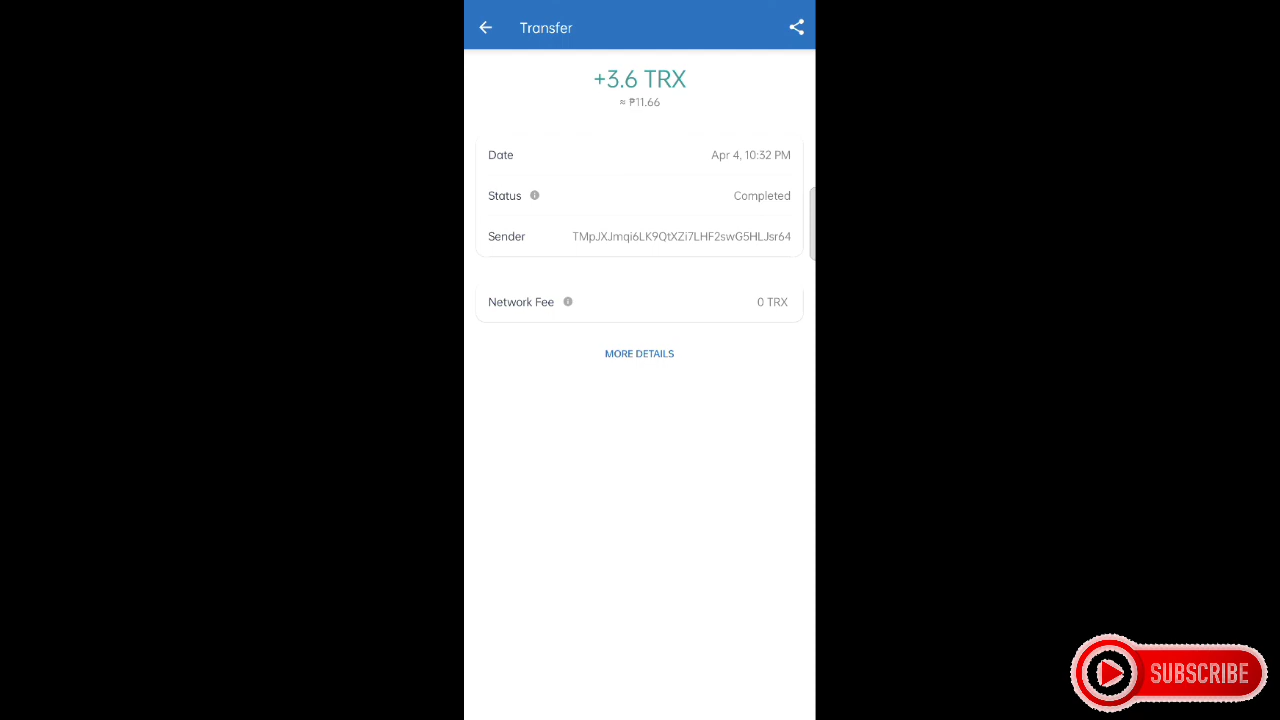 Transfer
+3.6 TRX
≈ ₱11.66
Date Apr 4, 10:32 PM
Status Completed
Sender TMpJXJmqi6LK9QtXZi7LHF2swG5HLJsr64
Network Fee 0 TRX
MORE DETAILS
SUBSCRIBE